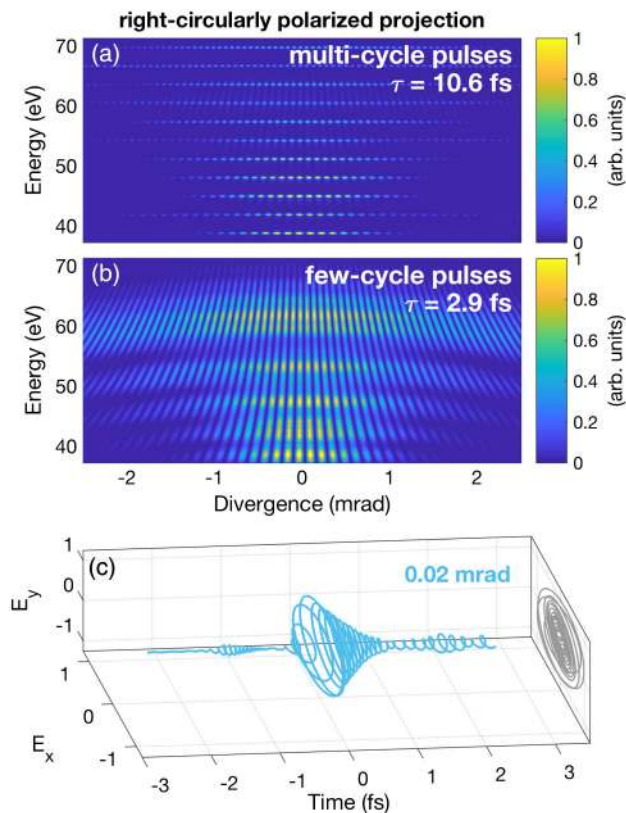 right-circularly polarized projection
70
(a)
multi-cycle pulses
τ = 10.6 fs
60
50
40
Energy (eV)
1
0.8
0.6
0.4
0.2
0
(arb. units)
70
(b)
few-cycle pulses
τ = 2.9 fs
60
50
40
Energy (eV)
1
0.8
0.6
0.4
0.2
0
(arb. units)
-2 -1 0 1 2
Divergence (mrad)
(c)
0.02 mrad
1
0
-1
E_y
1
0
-1
E_x
-3 -2 -1 0 1 2 3
Time (fs)